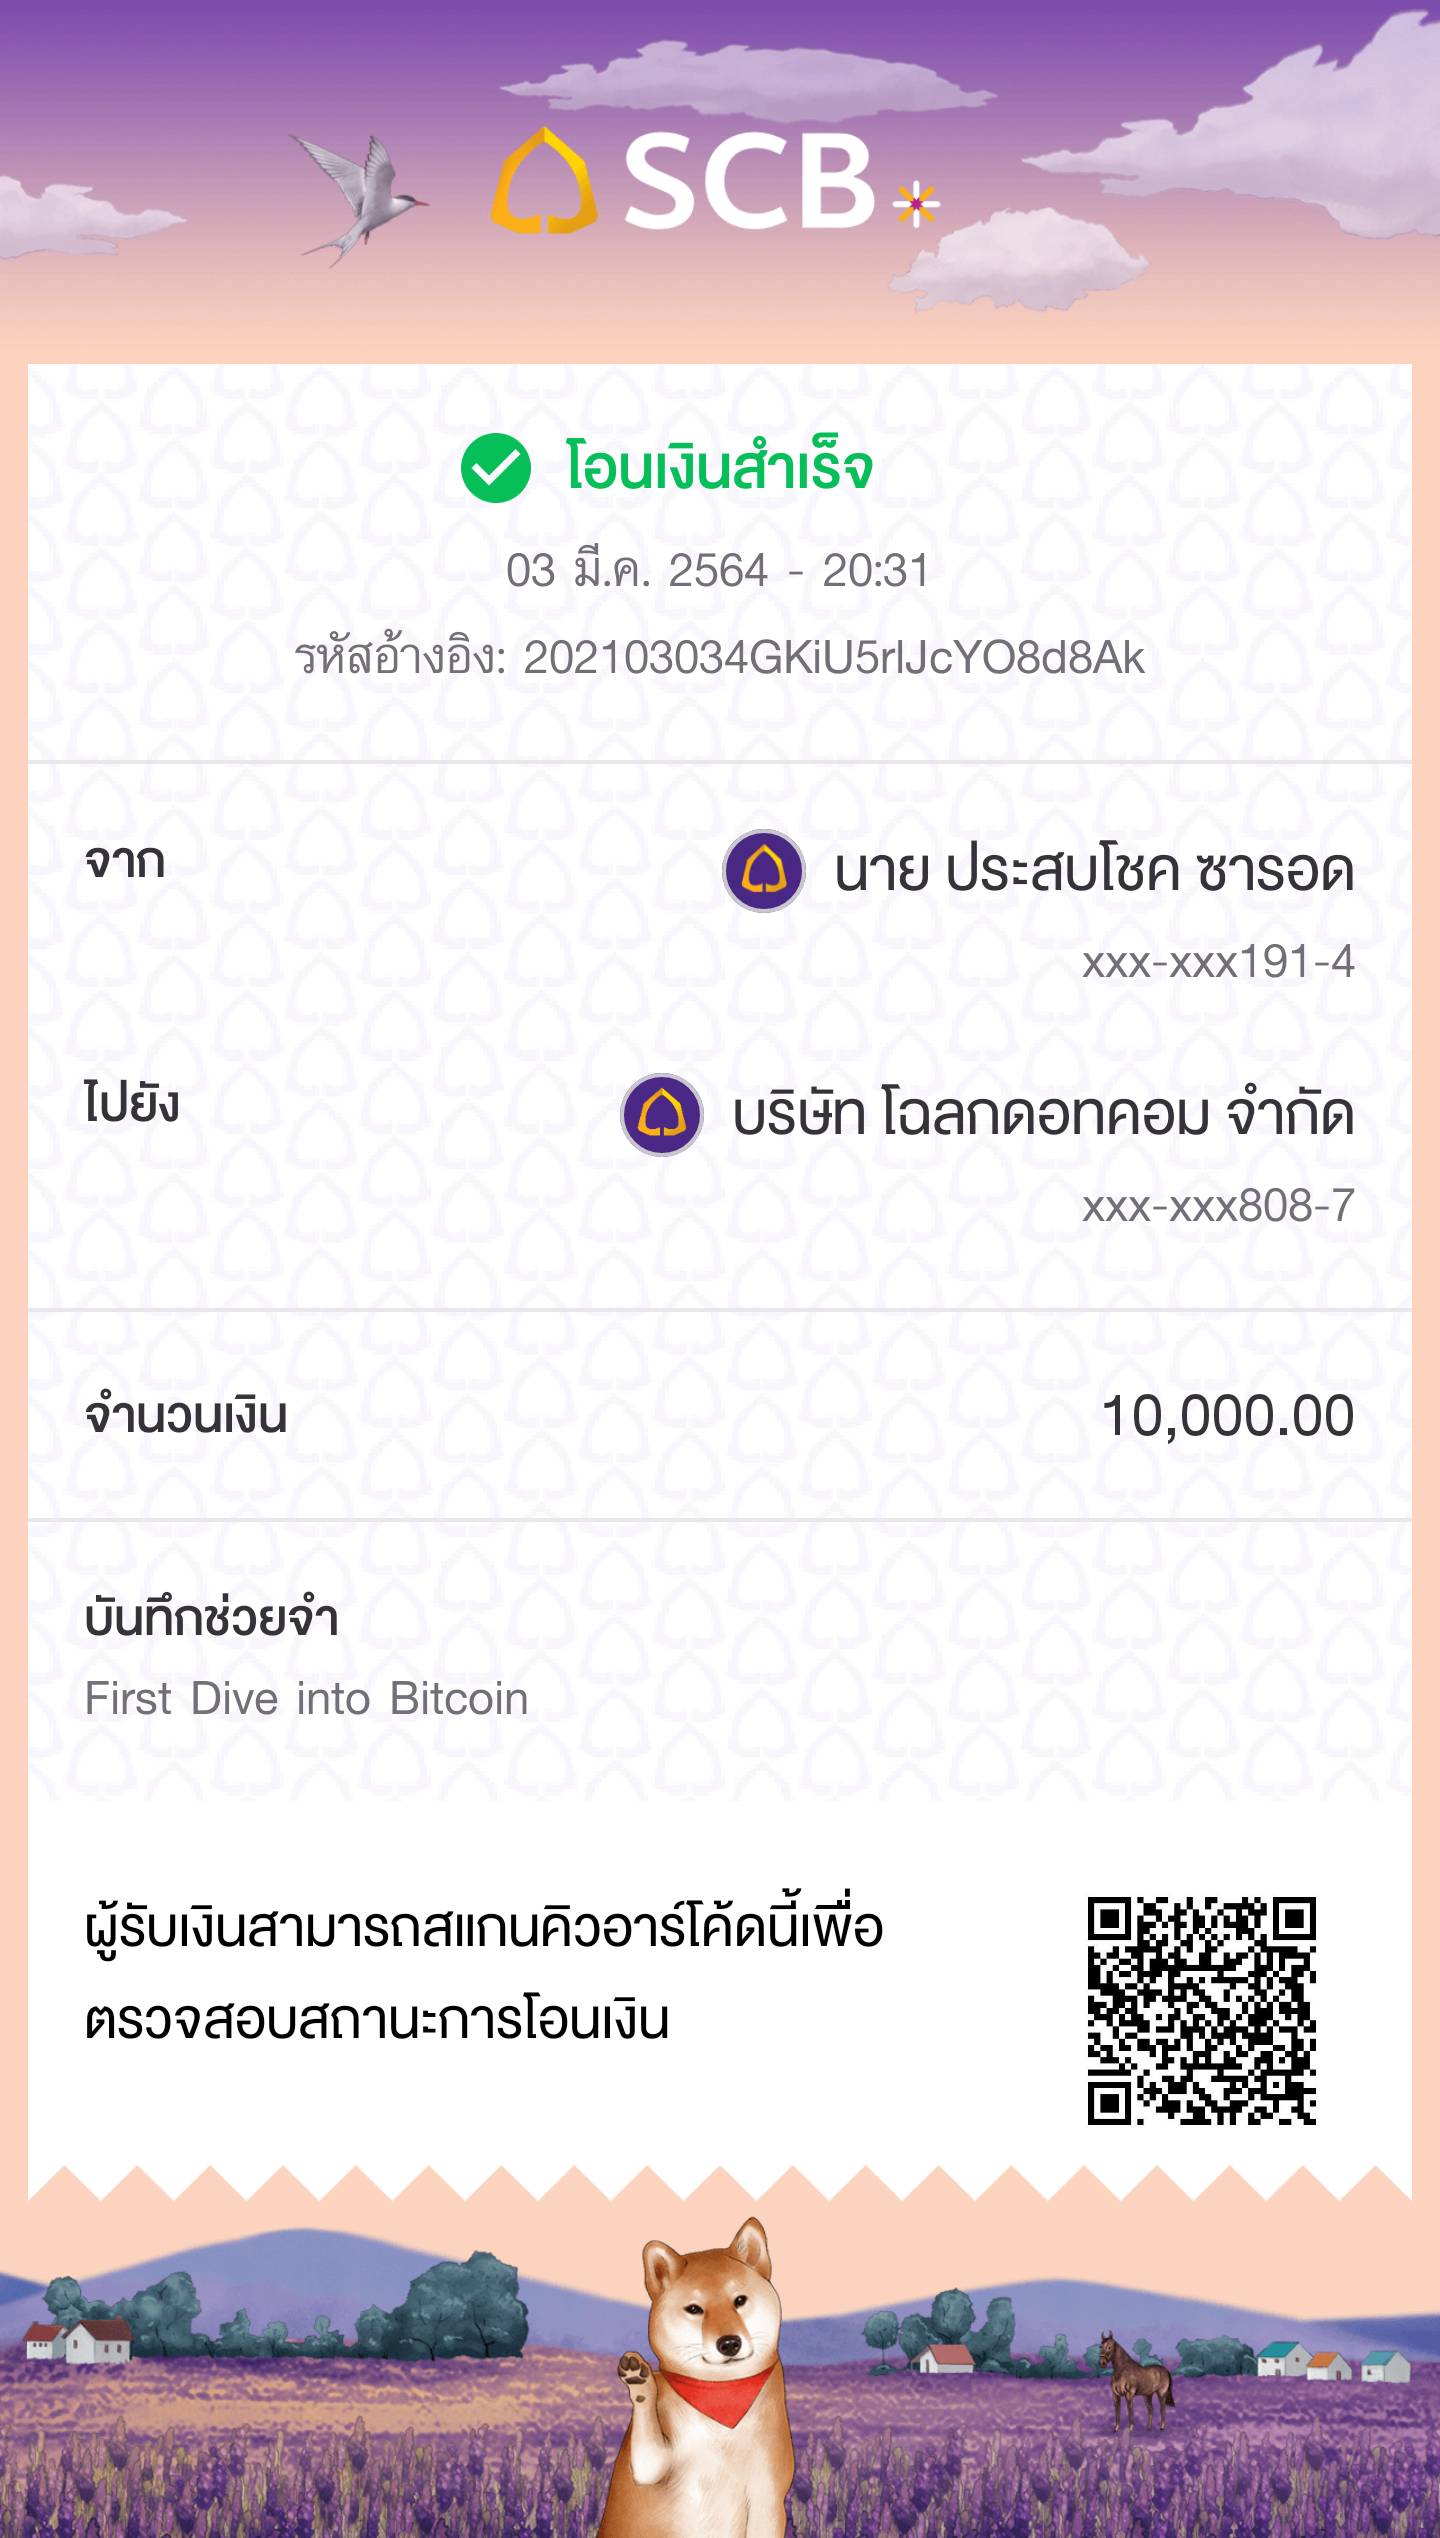 SCB
โอนเงินสำเร็จ
03 มี.ค. 2564 - 20:31
รหัสอ้างอิง: 202103034GKiU5rlJcYO8d8Ak
จาก
นาย ประสบโชค ซารอด
xxx-xxx191-4
ไปยัง
บริษัท โฉลกดอทคอม จำกัด
xxx-xxx808-7
จำนวนเงิน
10,000.00
บันทึกช่วยจำ
First Dive into Bitcoin
ผู้รับเงินสามารถสแกนคิวอาร์โค้ดนี้เพื่อ
ตรวจสอบสถานะการโอนเงิน